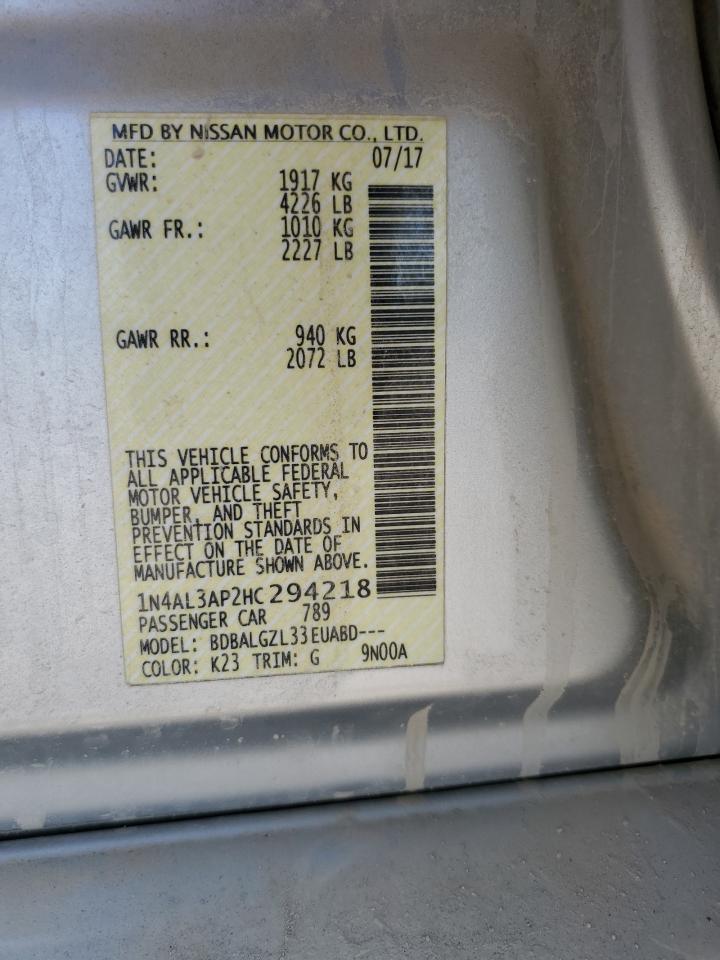 MFD BY NISSAN MOTOR CO., LTD.
DATE: 07/17
GVWR: 1917 KG
4226 LB
GAWR FR.: 1010 KG
2227 LB
GAWR RR.: 940 KG
2072 LB
THIS VEHICLE CONFORMS TO
ALL APPLICABLE FEDERAL
MOTOR VEHICLE SAFETY,
BUMPER, AND THEFT
PREVENTION STANDARDS IN
EFFECT ON THE DATE OF
MANUFACTURE SHOWN ABOVE.
1N4AL3AP2HC294218
PASSENGER CAR 789
MODEL: BDBALGZL33EUABD---
COLOR: K23 TRIM: G 9N00A